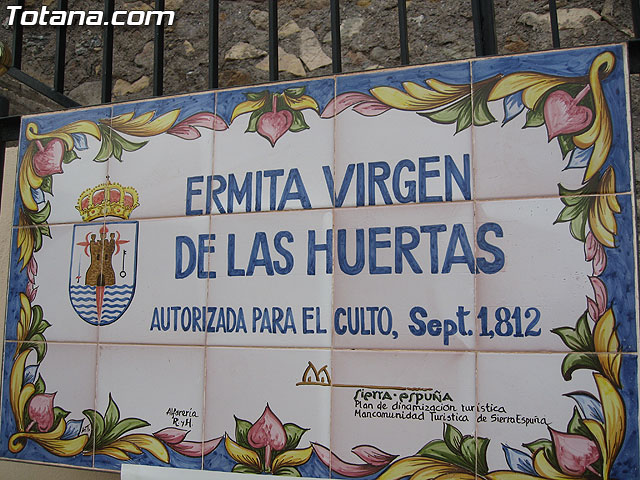 Totana.com
ERMITA VIRGEN
DE LAS HUERTAS
AUTORIZADA PARA EL CULTO, Sept. 1,812
Sierra·espuña
Plan de dinamización turística
Mancomunidad Turística de Sierra Espuña
Alfarería
R.y H.